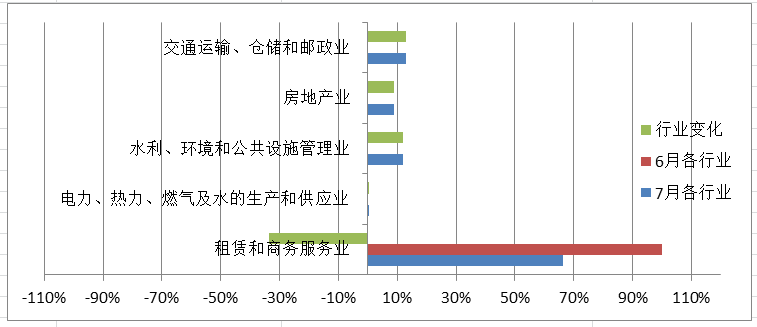 交通运输、仓储和邮政业
房地产业
水利、环境和公共设施管理业
电力、热力、燃气及水的生产和供应业
租赁和商务服务业
行业变化
6月各行业
7月各行业
-110% -90% -70% -50% -30% -10% 10% 30% 50% 70% 90% 110%